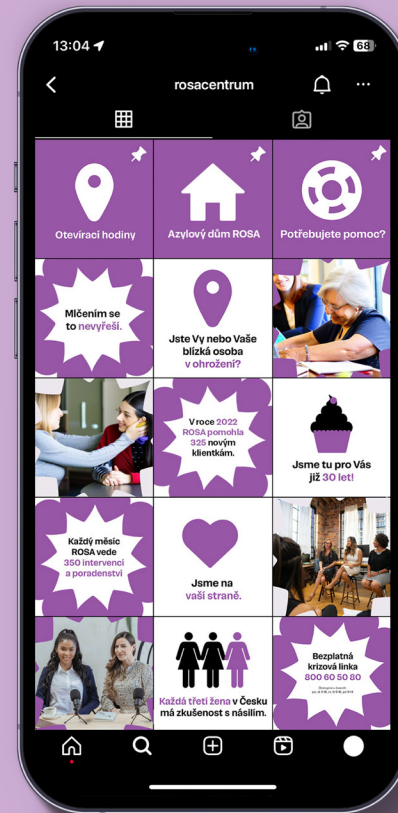 13:04
68
rosacentrum
Otevírací hodiny
Azylový dům ROSA
Potřebujete pomoc?
Mlčením se
to nevyřeší.
Jste Vy nebo Vaše
blízká osoba
v ohrožení?
V roce 2022
ROSA pomohla
325 novým
klientkám.
Jsme tu pro Vás
již 30 let!
Každý měsíc
ROSA vede
350 intervencí
a poradenství
Jsme na
vaší straně.
Každá třetí žena v Česku
má zkušenost s násilím.
Bezplatná
krizová linka
800 60 50 80